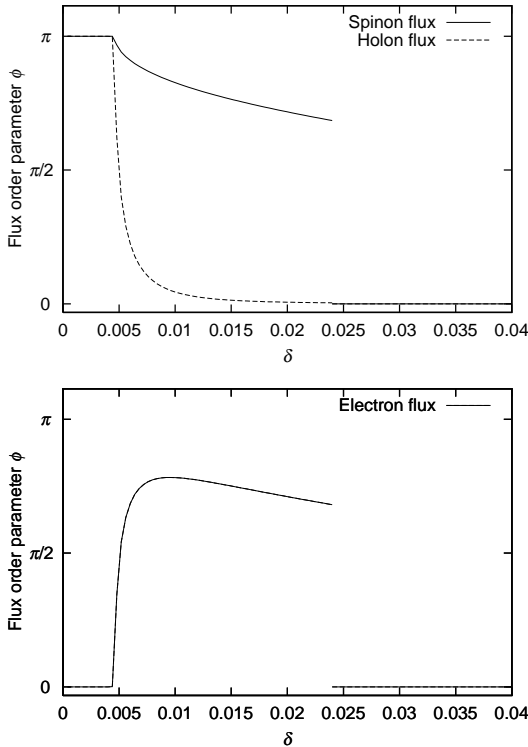 Spinon flux
Holon flux
Flux order parameter ϕ
π
π/2
0
0 0.005 0.01 0.015 0.02 0.025 0.03 0.035 0.04
δ
Electron flux
Flux order parameter ϕ
π
π/2
0
0 0.005 0.01 0.015 0.02 0.025 0.03 0.035 0.04
δ